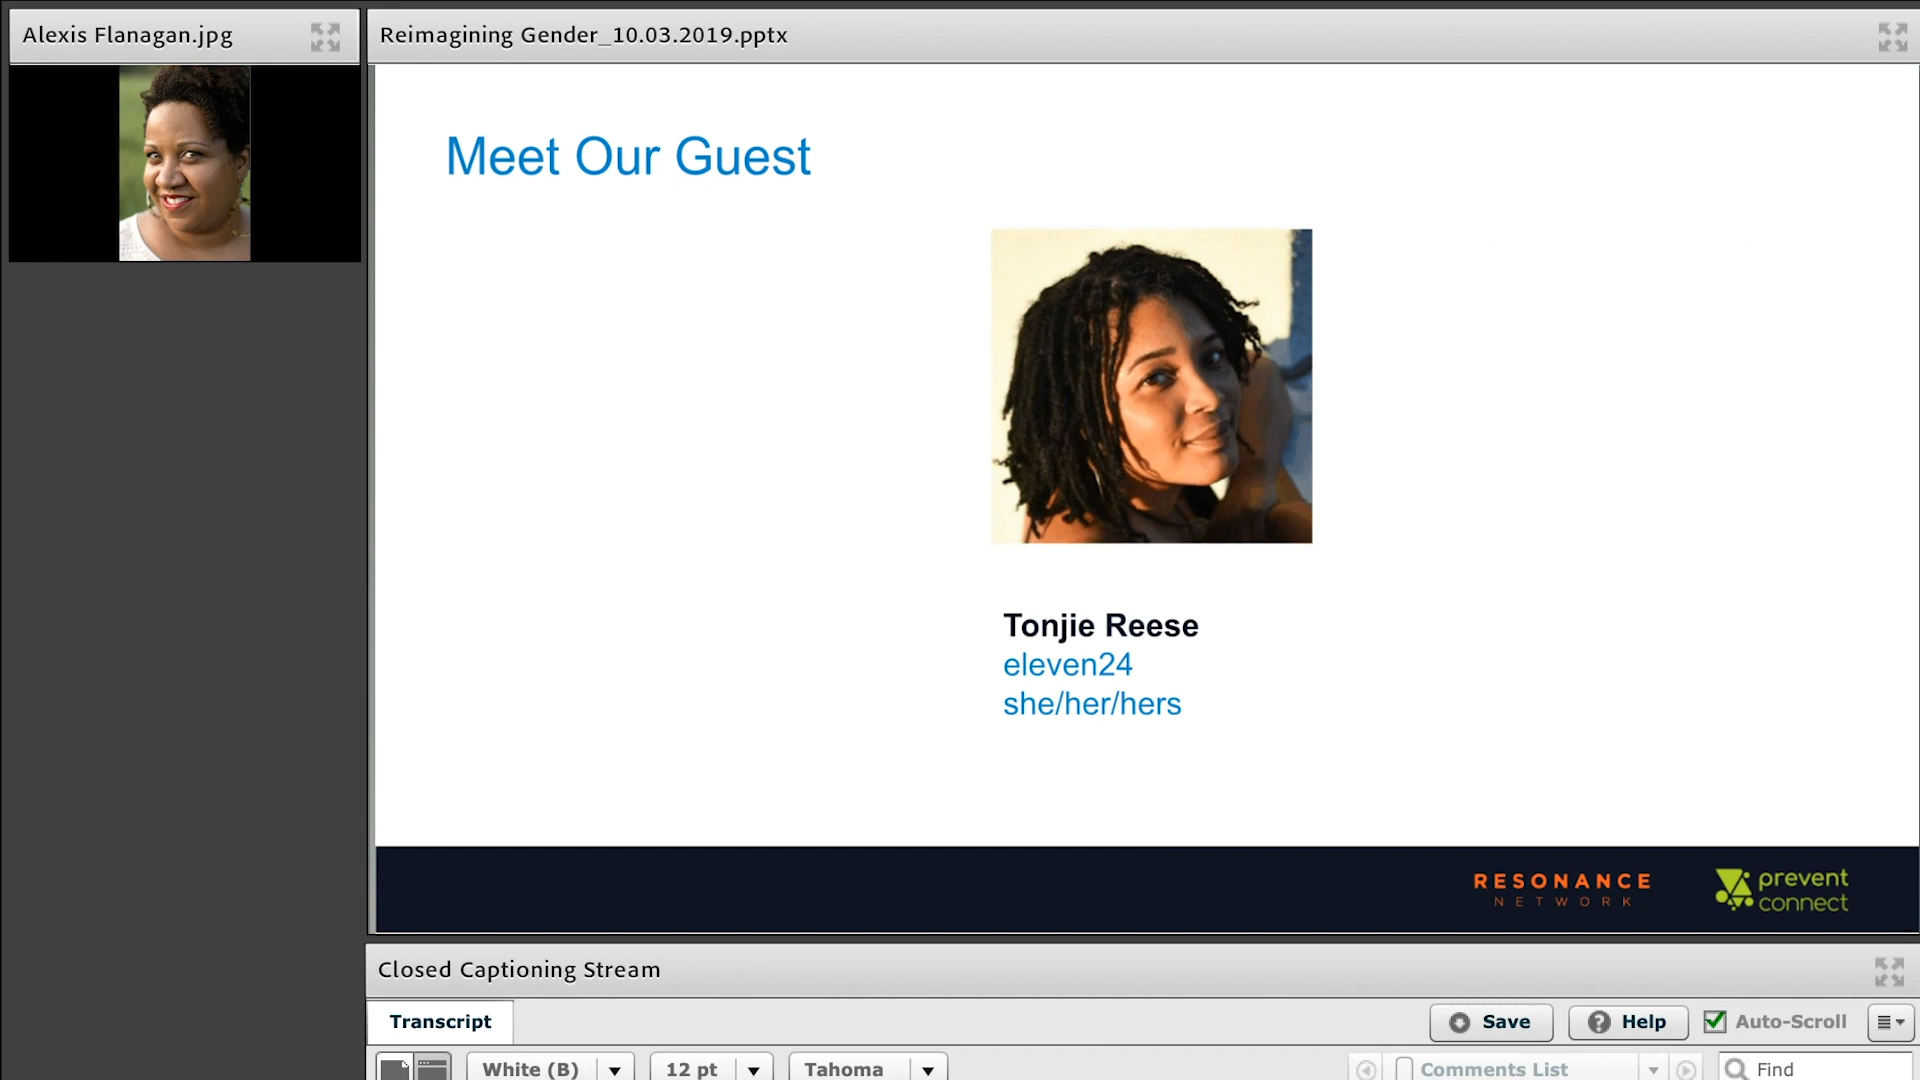 Alexis Flanagan.jpg
Reimagining Gender_10.03.2019.pptx
Meet Our Guest
Tonjie Reese
eleven24
she/her/hers
RESONANCE
NETWORK
prevent
connect
Closed Captioning Stream
Transcript
Save
Help
Auto-Scroll
White (B)
12 pt
Tahoma
Comments List
Find